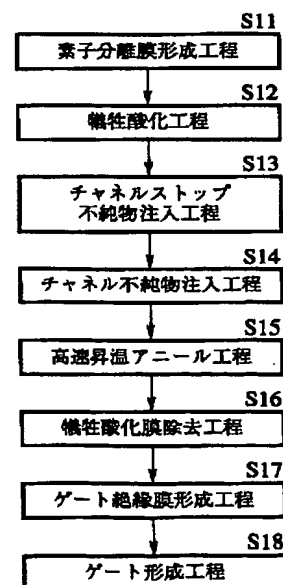 S11
素子分離膜形成工程
S12
犠牲酸化工程
S13
チャネルストップ
不純物注入工程
S14
チャネル不純物注入工程
S15
高速昇温アニール工程
S16
犠牲酸化膜除去工程
S17
ゲート絶縁膜形成工程
S18
ゲート形成工程